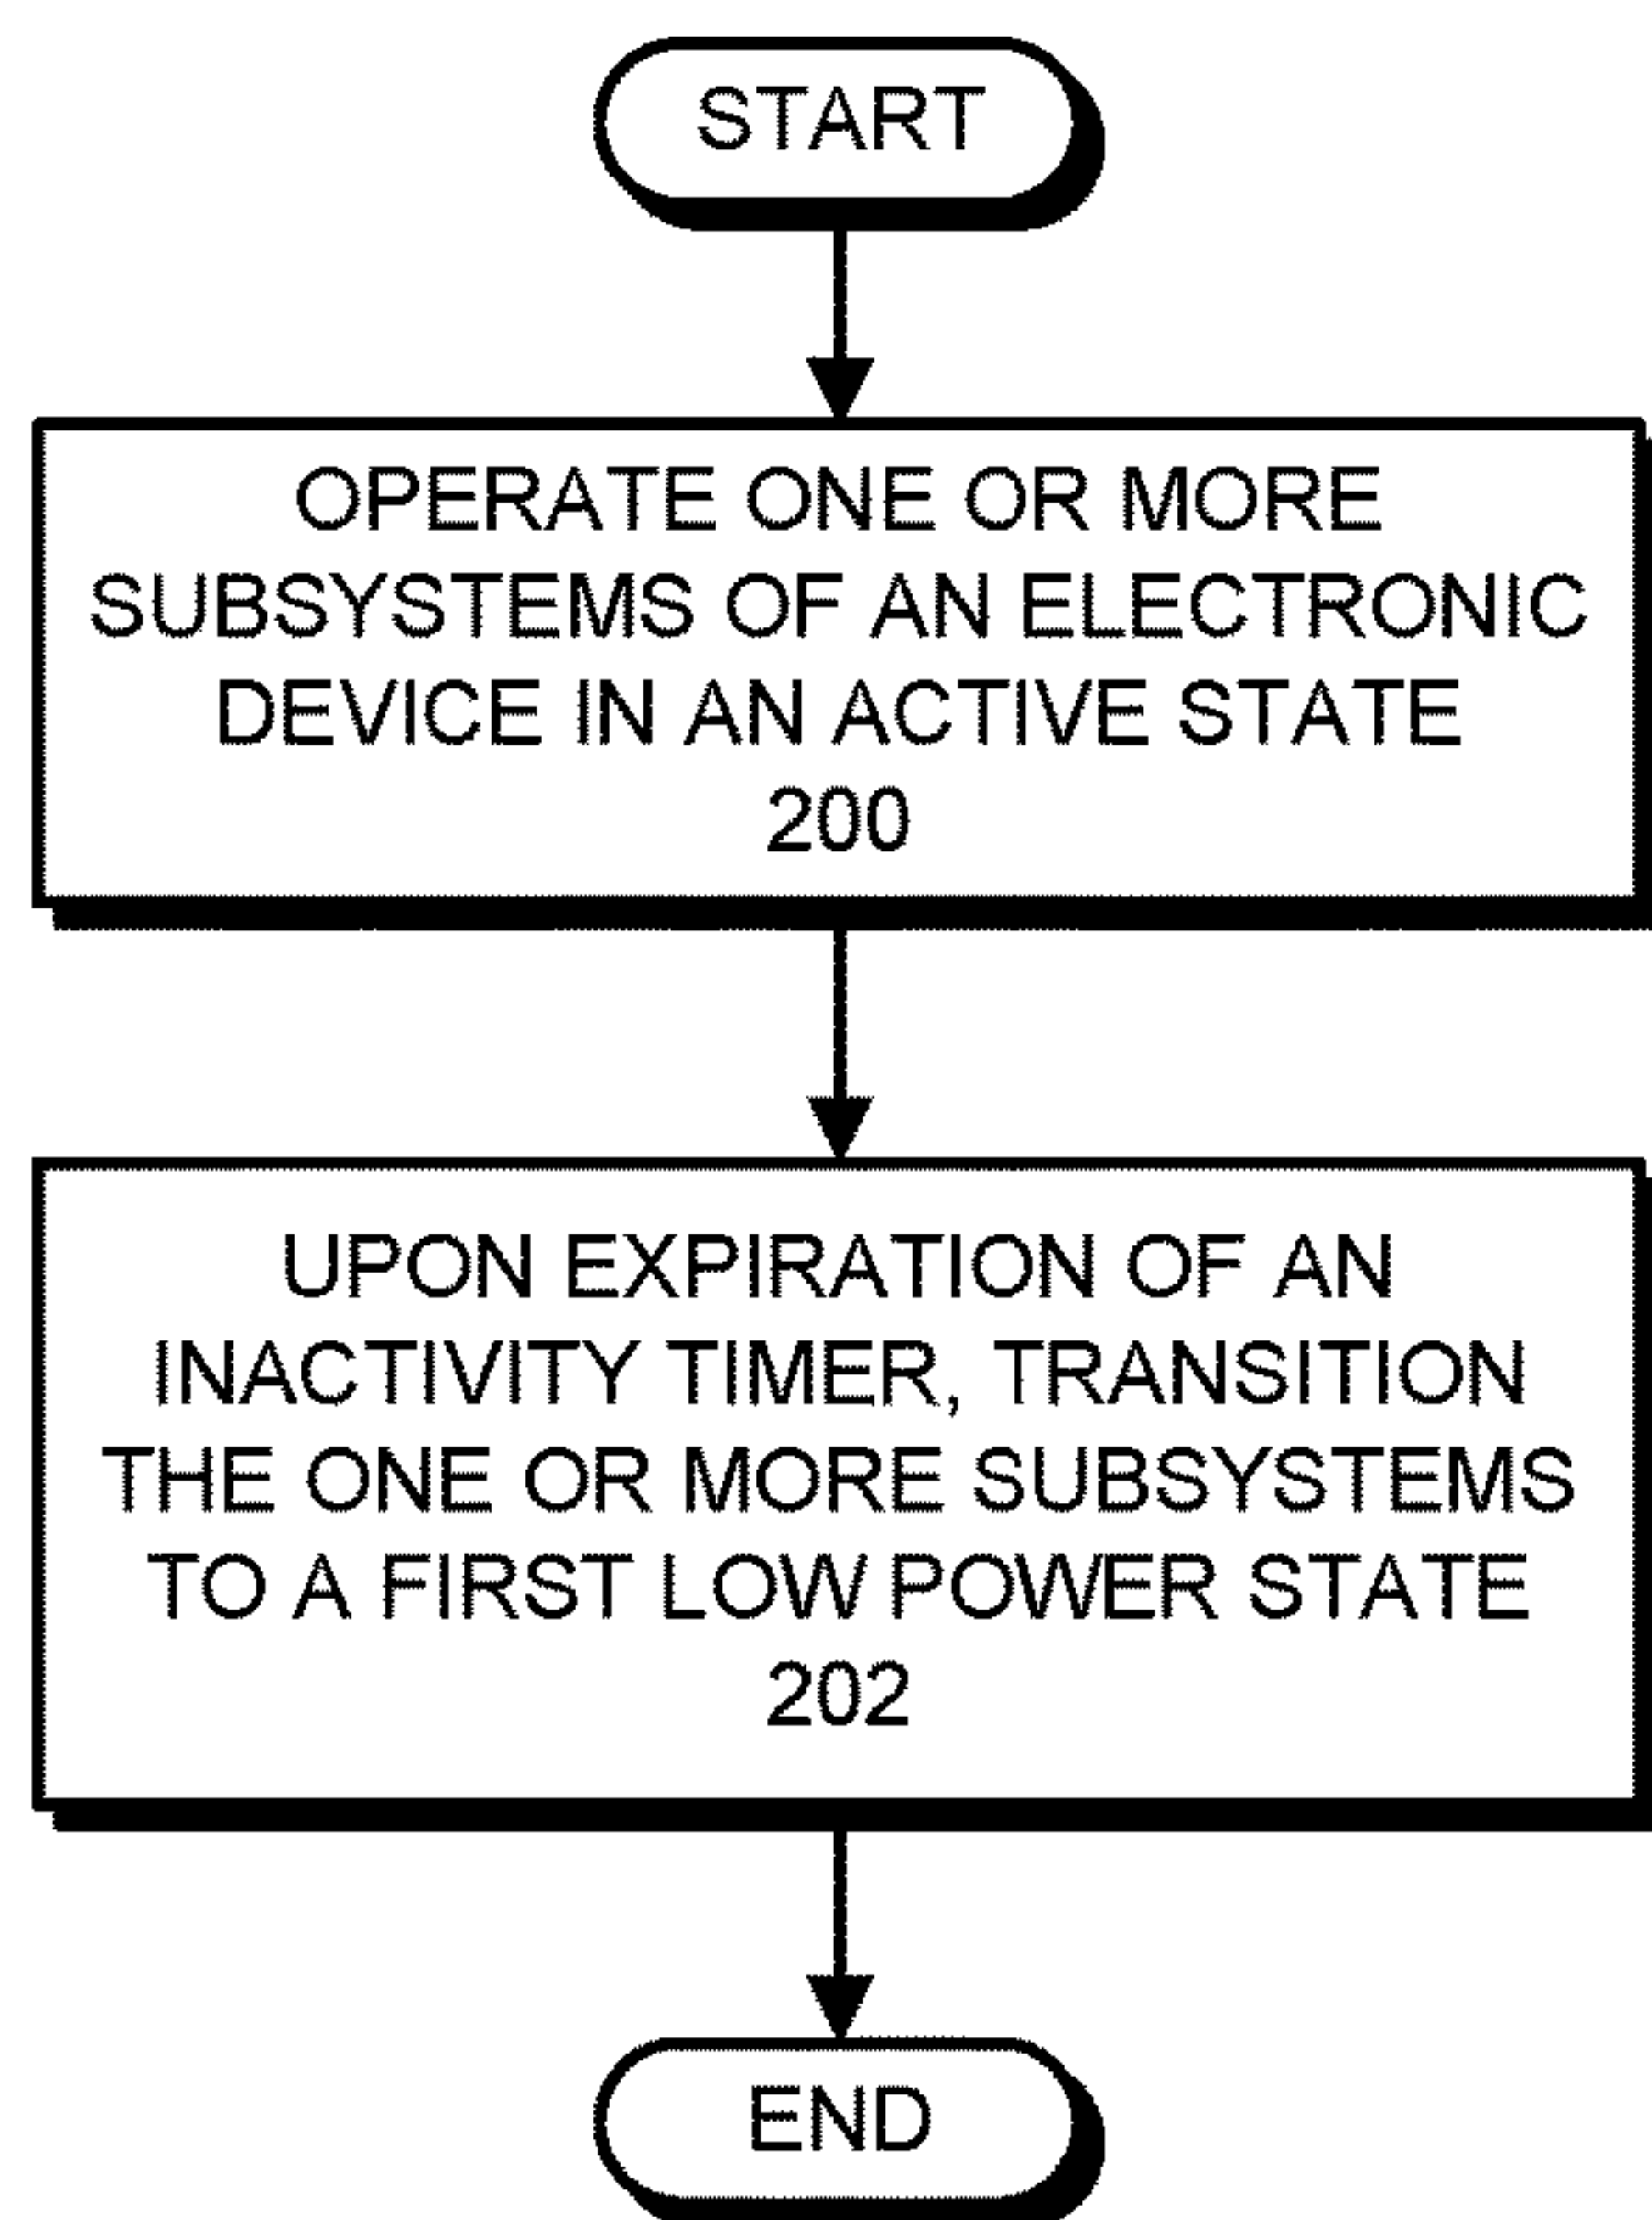 START
OPERATE ONE OR MORE
SUBSYSTEMS OF AN ELECTRONIC
DEVICE IN AN ACTIVE STATE
200
UPON EXPIRATION OF AN
INACTIVITY TIMER, TRANSITION
THE ONE OR MORE SUBSYSTEMS
TO A FIRST LOW POWER STATE
202
END